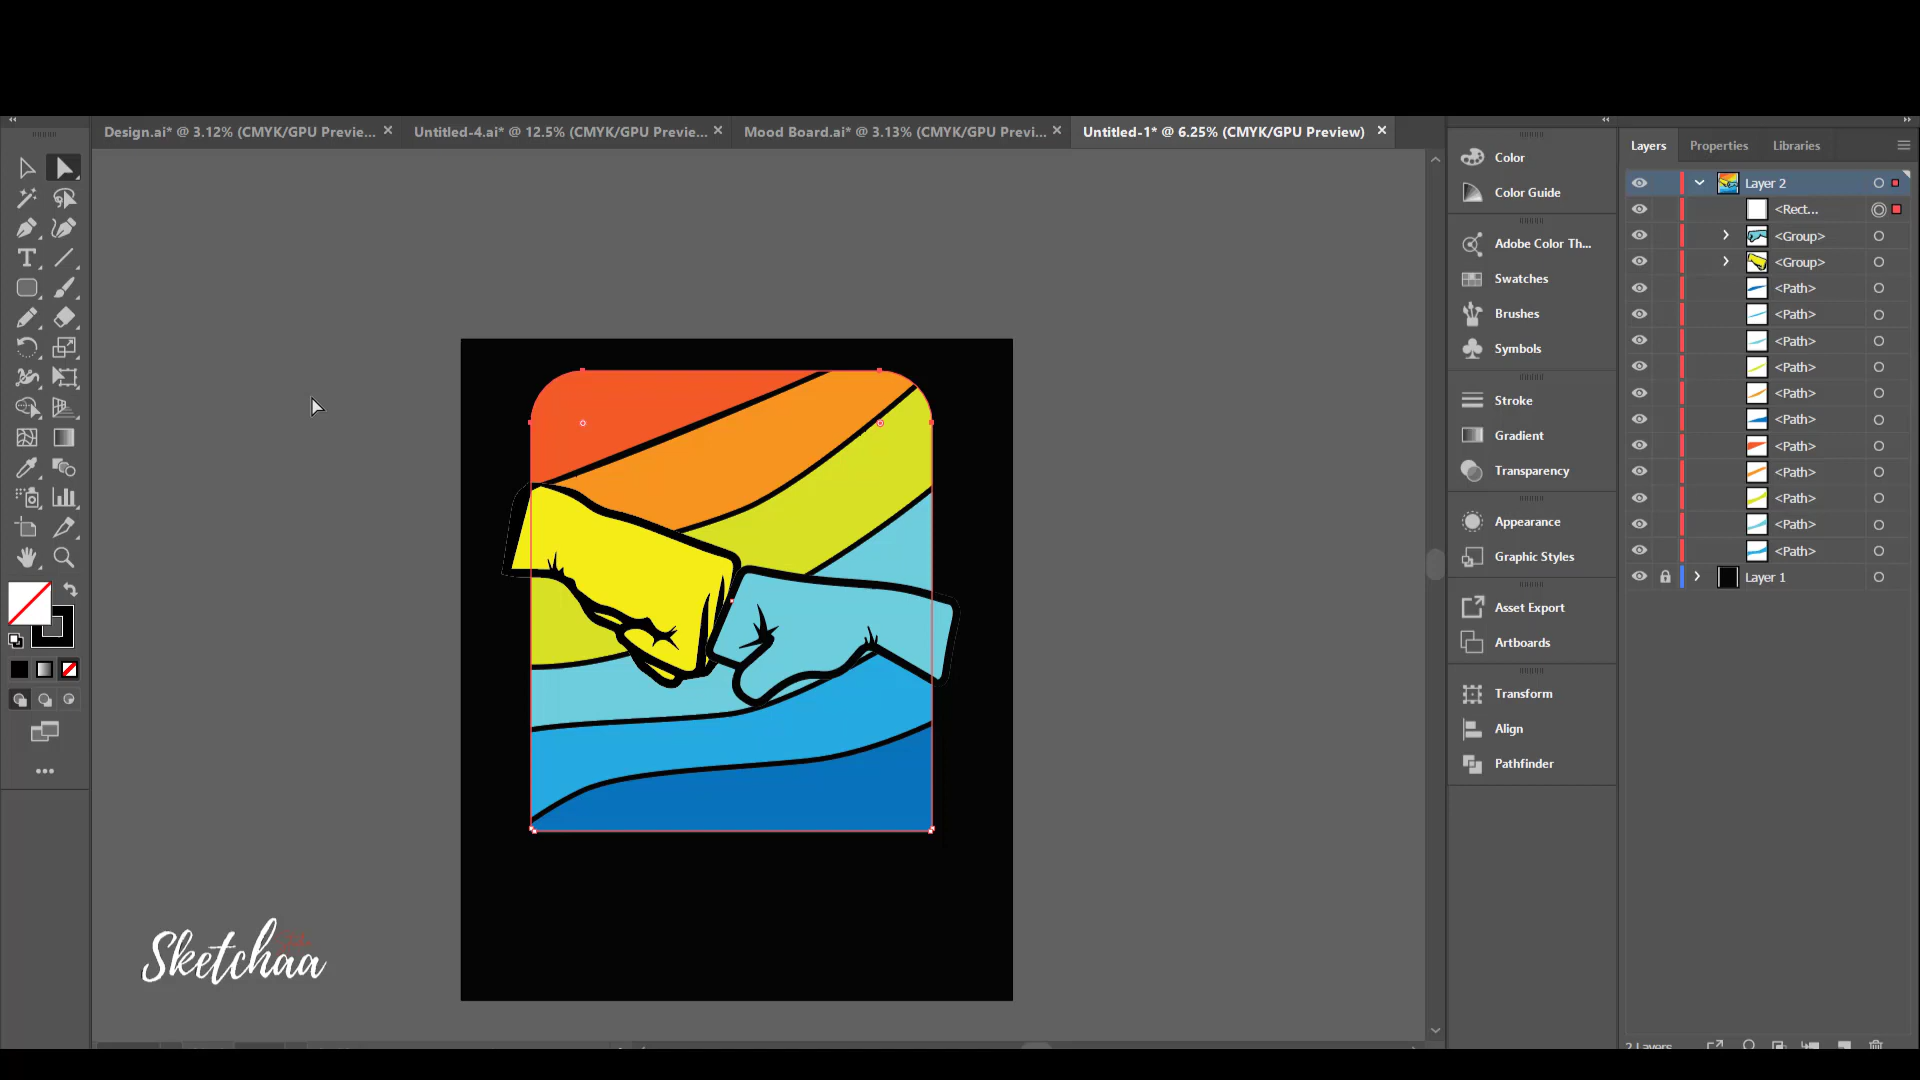 Design.ai* @ 3.12% (CMYK/GPU Previe...
Untitled-4.ai* @ 12.5% (CMYK/GPU Previe...
Mood Board.ai* @ 3.13% (CMYK/GPU Previ...
Untitled-1* @ 6.25% (CMYK/GPU Preview)
Color
Color Guide
Adobe Color Th...
Swatches
Brushes
Symbols
Stroke
Gradient
Transparency
Appearance
Graphic Styles
Asset Export
Artboards
Transform
Align
Pathfinder
Layers
Properties
Libraries
Layer 2
<Rect...
<Group>
<Group>
<Path>
<Path>
<Path>
<Path>
<Path>
<Path>
<Path>
<Path>
<Path>
<Path>
<Path>
Layer 1
2 Layers
Sketchaa